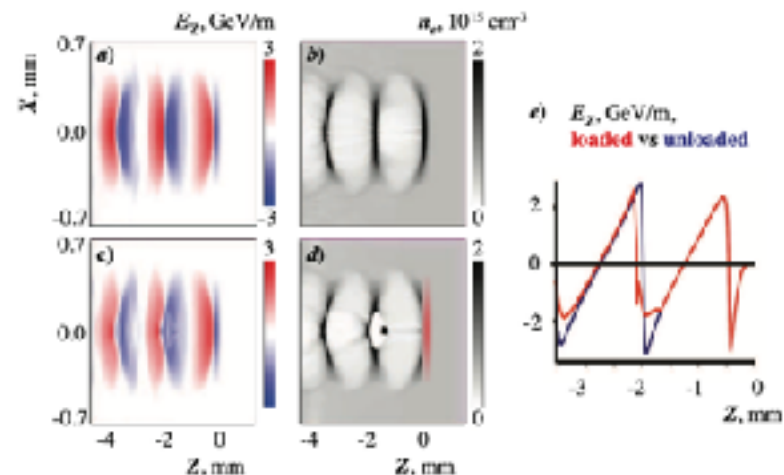 E_z, GeV/m
n_e, 10^15 cm^-3
X, mm
0.7
0.0
-0.7
a)
3
-3
b)
2
0
0.7
0.0
-0.7
c)
3
d)
2
0
-4
-2
0
Z, mm
-4
-2
0
Z, mm
e)
E_z, GeV/m,
loaded vs unloaded
2
0
-2
-3
-2
-1
0
Z, mm